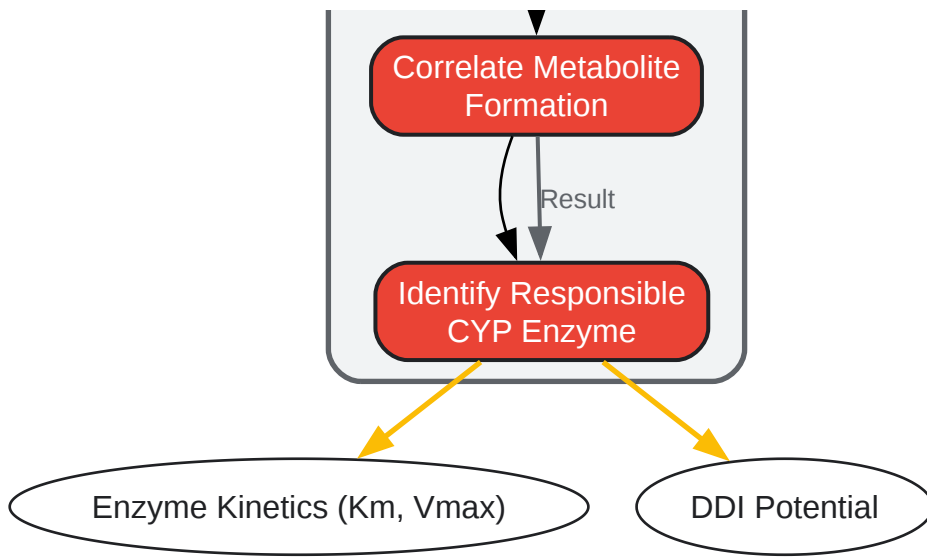 Correlate Metabolite
Formation
Result
Identify Responsible
CYP Enzyme
Enzyme Kinetics (Km, Vmax)
DDI Potential